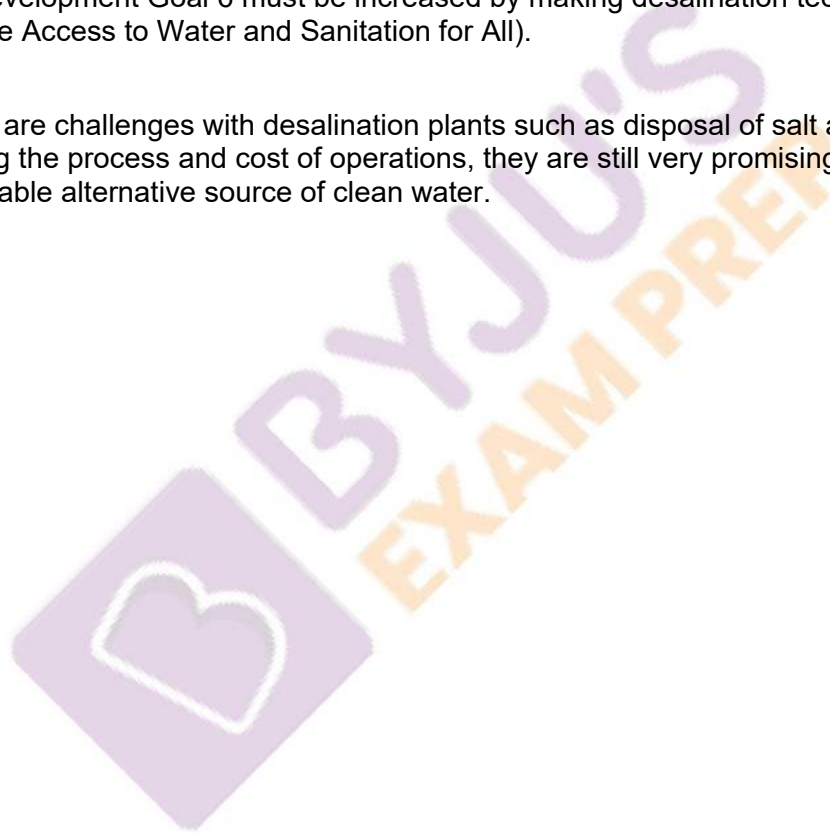 evelopment Goal 6 must be increased by making desalination tec
e Access to Water and Sanitation for All).
are challenges with desalination plants such as disposal of salt a
g the process and cost of operations, they are still very promising
able alternative source of clean water.
BYJU'S
EXAM PREP